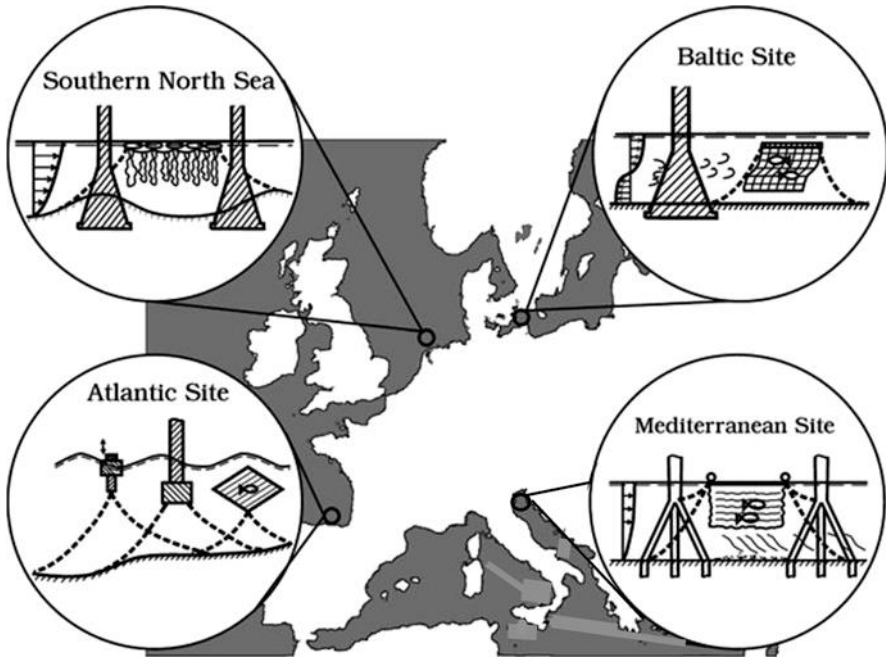 Southern North Sea
Baltic Site
Atlantic Site
Mediterranean Site